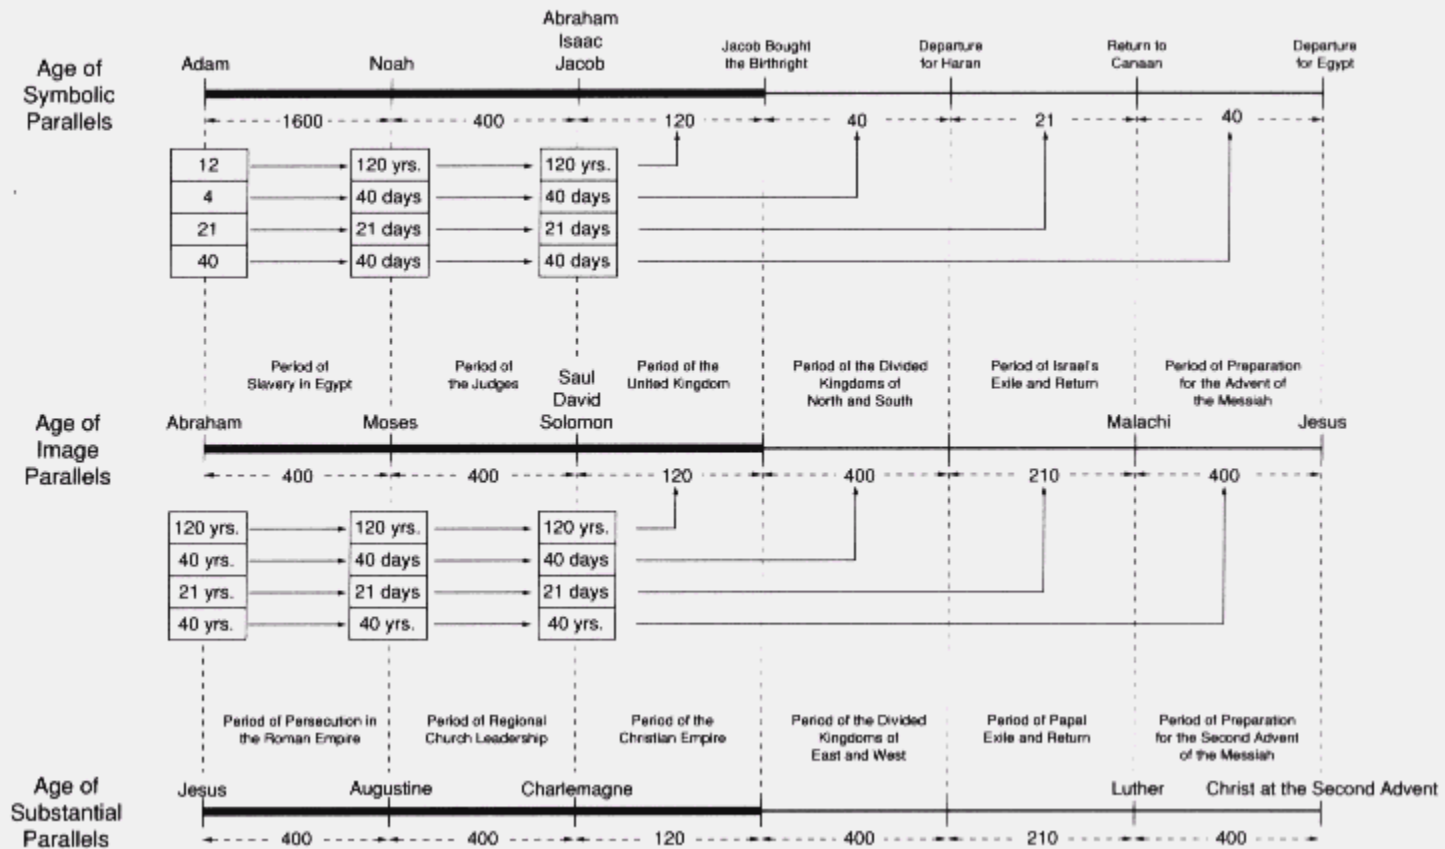 Abraham
Isaac
Jacob
Adam
Noah
Jacob Bought
the Birthright
Departure
for Haran
Return to
Canaan
Departure
for Egypt
Age of
Symbolic
Parallels
1600
400
120
40
21
40
12
120 yrs.
120 yrs.
4
40 days
40 days
21
21 days
21 days
40
40 days
40 days
Period of
Slavery in Egypt
Period of
the Judges
Period of the
United Kingdom
Period of the Divided
Kingdoms of
North and South
Period of Israel's
Exile and Return
Period of Preparation
for the Advent of
the Messiah
Age of
Image
Parallels
Abraham
Moses
Saul
David
Solomon
Malachi
Jesus
400
400
120
400
210
400
120 yrs.
120 yrs.
120 yrs.
40 yrs.
40 days
40 days
21 yrs.
21 days
21 days
40 yrs.
40 yrs.
40 yrs.
Period of Persecution in
the Roman Empire
Period of Regional
Church Leadership
Period of the
Christian Empire
Period of the Divided
Kingdoms of
East and West
Period of Papal
Exile and Return
Period of Preparation
for the Second Advent
of the Messiah
Age of
Substantial
Parallels
Jesus
Augustine
Charlemagne
Luther
Christ at the Second Advent
400
400
120
400
210
400